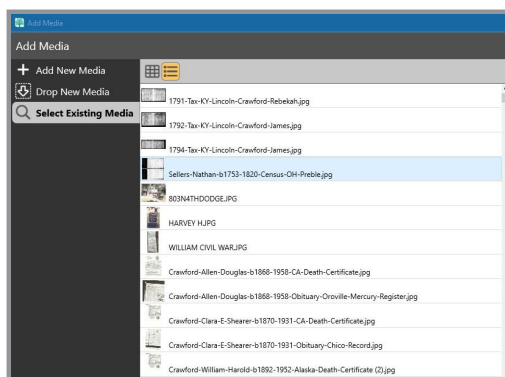 Add Media
Add Media
Add New Media
Drop New Media
Select Existing Media
1791-Tax-KY-Lincoln-Crawford-Rebekah.jpg
1792-Tax-KY-Lincoln-Crawford-James.jpg
1794-Tax-KY-Lincoln-Crawford-James.jpg
Sellers-Nathan-b1753-1820-Census-OH-Preble.jpg
803N4THDODGE.JPG
HARVEY H.JPG
WILLIAM CIVIL WAR.JPG
Crawford-Allen-Douglas-b1868-1958-CA-Death-Certificate.jpg
Crawford-Allen-Douglas-b1868-1958-Obituary-Oroville-Mercury-Register.jpg
Crawford-Clara-E-Shearer-b1870-1931-CA-Death-Certificate.jpg
Crawford-Clara-E-Shearer-b1870-1931-Obituary-Chico-Record.jpg
Crawford-William-Harold-b1892-1952-Alaska-Death-Certificate (2).jpg